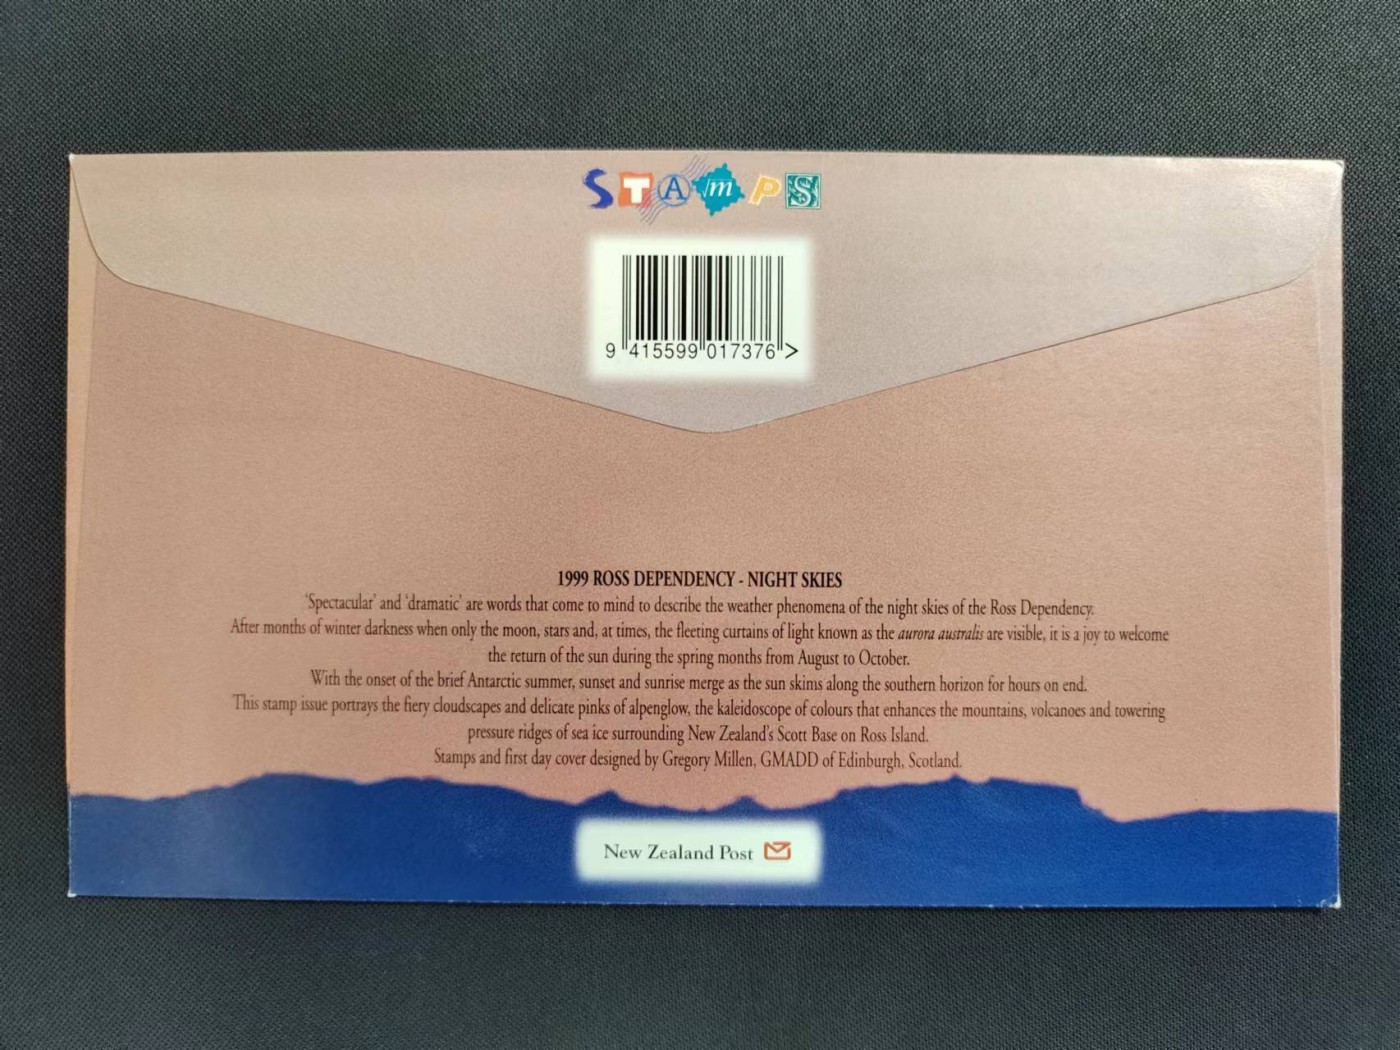 STAmPS
9 415599 017376 >
1999 ROSS DEPENDENCY - NIGHT SKIES
'Spectacular' and 'dramatic' are words that come to mind to describe the weather phenomena of the night skies of the Ross Dependency.
After months of winter darkness when only the moon, stars and, at times, the fleeting curtains of light known as the aurora australis are visible, it is a joy to welcome
the return of the sun during the spring months from August to October.
With the onset of the brief Antarctic summer, sunset and sunrise merge as the sun skims along the southern horizon for hours on end.
This stamp issue portrays the fiery cloudscapes and delicate pinks of alpenglow, the kaleidoscope of colours that enhances the mountains, volcanoes and towering
pressure ridges of sea ice surrounding New Zealand's Scott Base on Ross Island.
Stamps and first day cover designed by Gregory Millen, GMADD of Edinburgh, Scotland.
New Zealand Post